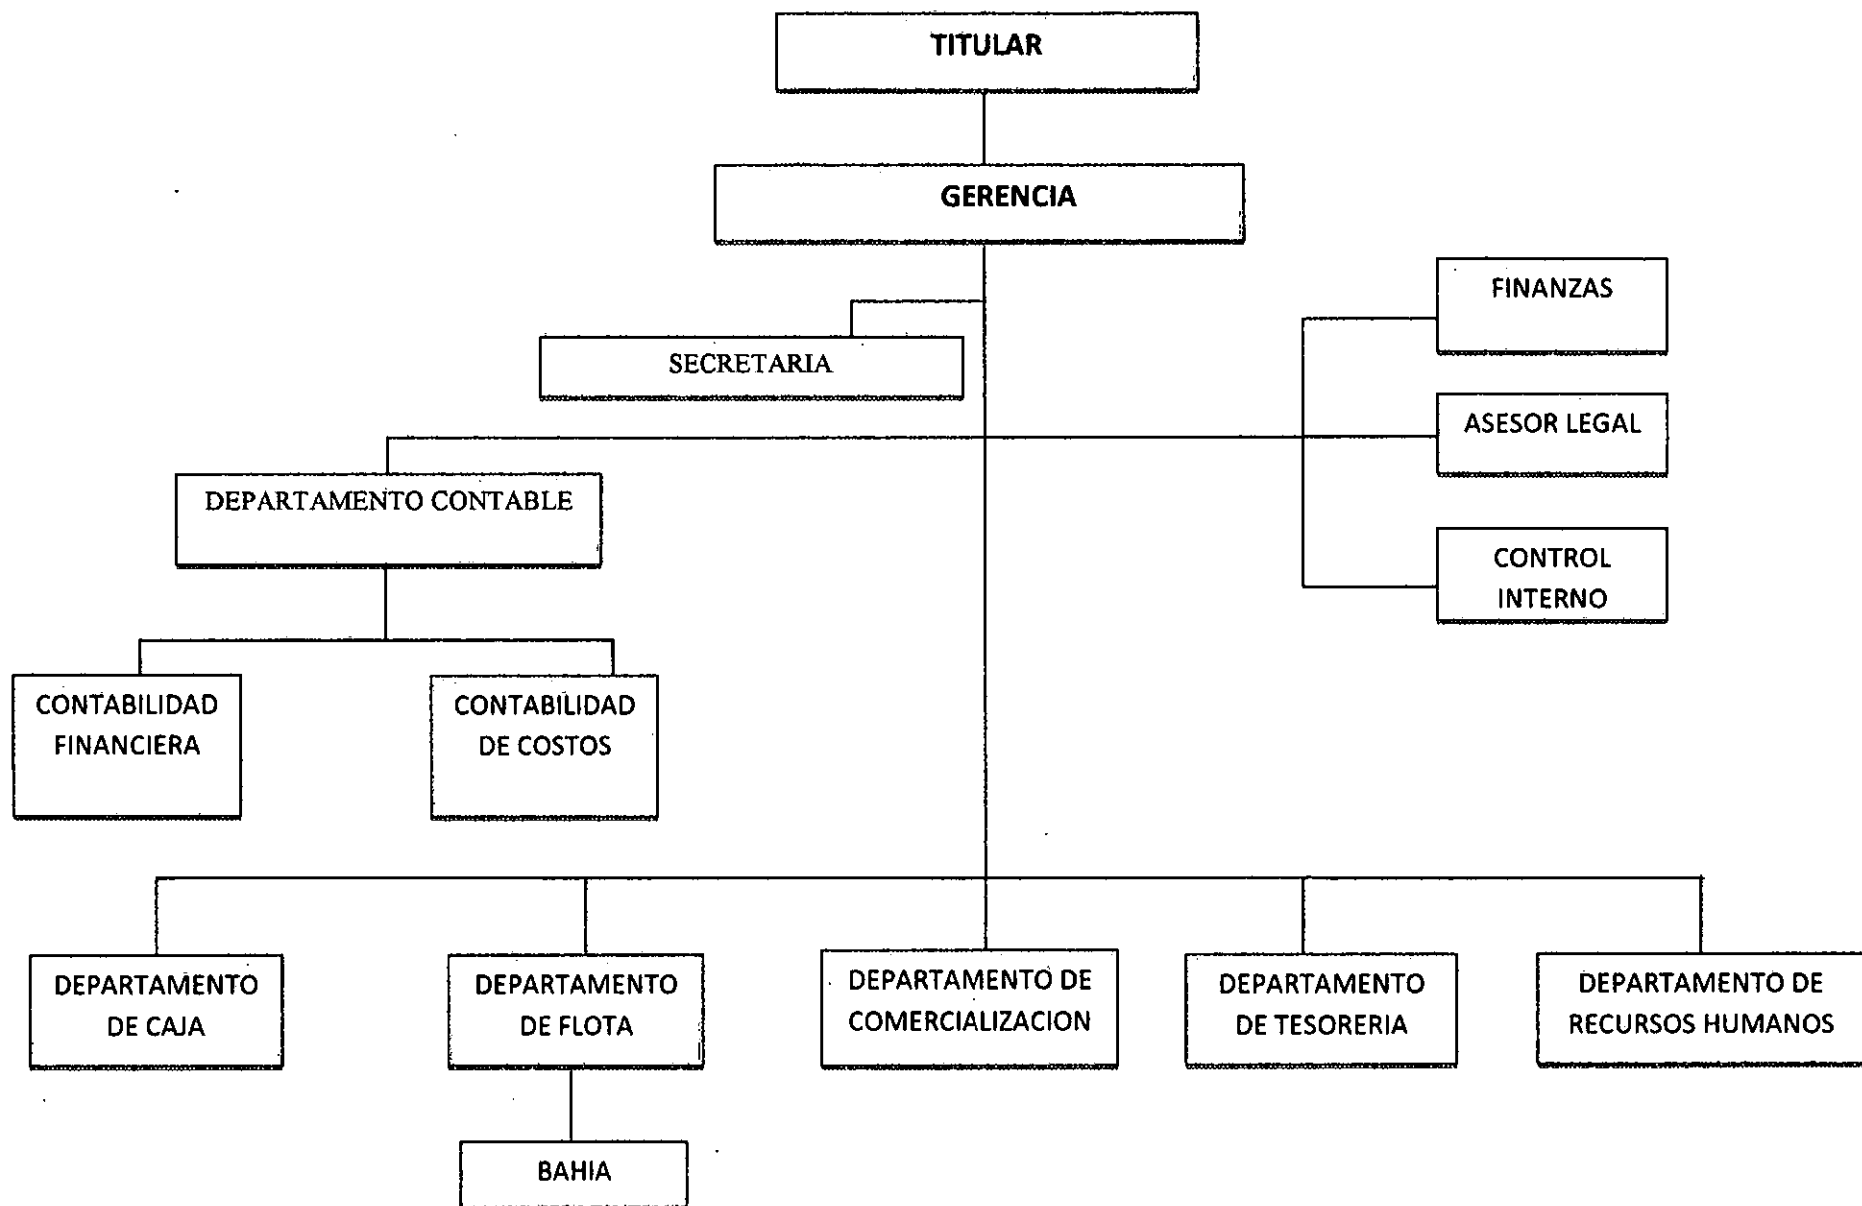 TITULAR
GERENCIA
FINANZAS
SECRETARIA
ASESOR LEGAL
DEPARTAMENTO CONTABLE
CONTROL
INTERNO
CONTABILIDAD
FINANCIERA
CONTABILIDAD
DE COSTOS
DEPARTAMENTO
DE CAJA
DEPARTAMENTO
DE FLOTA
DEPARTAMENTO DE
COMERCIALIZACION
DEPARTAMENTO
DE TESORERIA
DEPARTAMENTO DE
RECURSOS HUMANOS
BAHIA